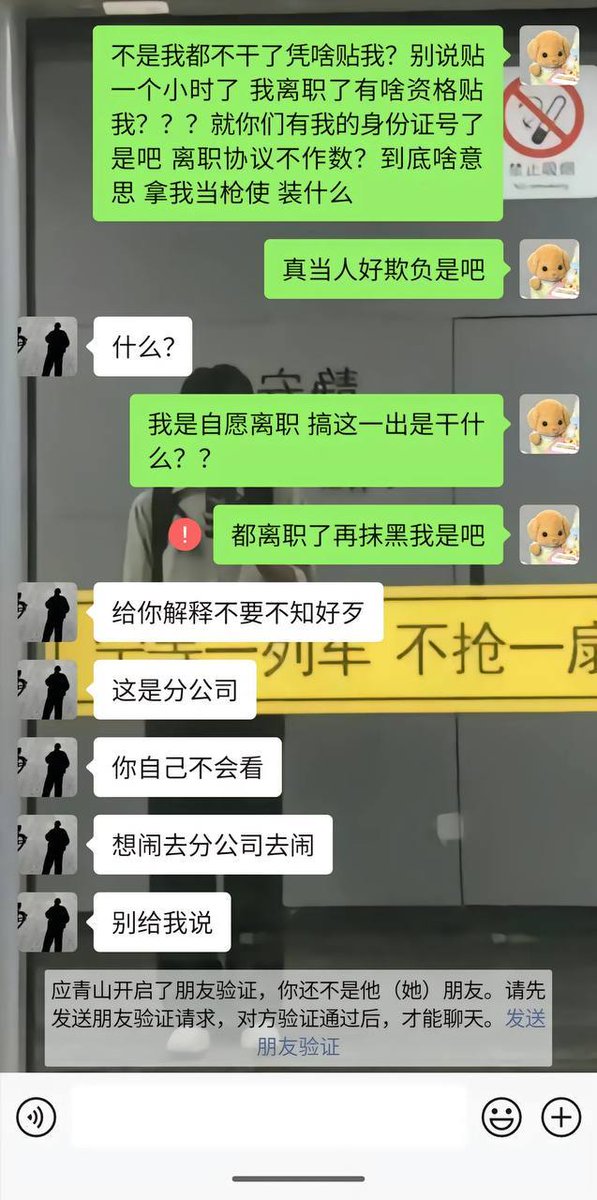 不是我都不干了凭啥贴我？别说贴
一个小时了 我离职了有啥资格贴
我？？？就你们有我的身份证号了
是吧 离职协议不作数？到底啥意
思 拿我当枪使 装什么
禁止吸烟
真当人好欺负是吧
什么？
我是自愿离职 搞这一出是干什
么？？
都离职了再抹黑我是吧
给你解释不要不知好歹
一列车 不抢一扇
这是分公司
你自己不会看
想闹去分公司去闹
别给我说
应青山开启了朋友验证，你还不是他（她）朋友。请先
发送朋友验证请求，对方验证通过后，才能聊天。发送
朋友验证